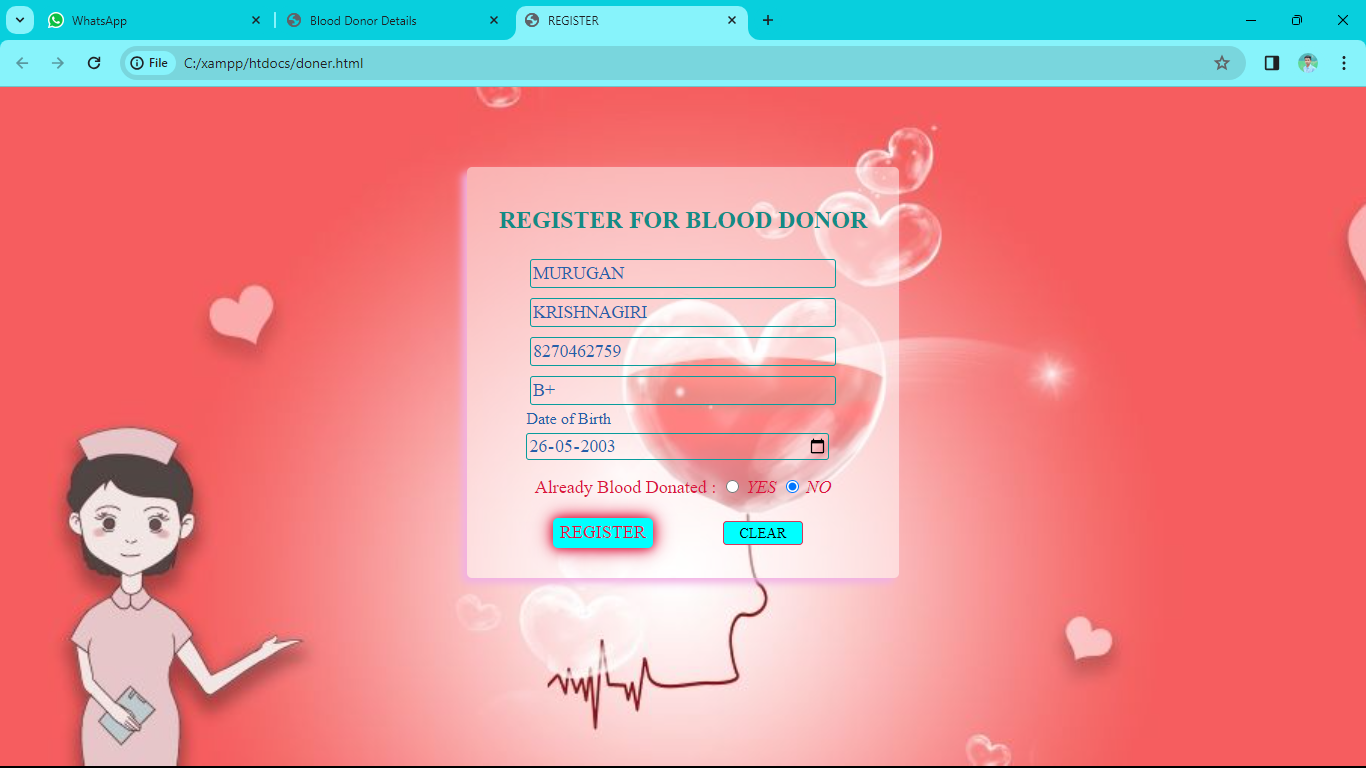 WhatsApp
Blood Donor Details
REGISTER
File
C:/xampp/htdocs/doner.html
REGISTER FOR BLOOD DONOR
MURUGAN
KRISHNAGIRI
8270462759
B+
Date of Birth
26-05-2003
Already Blood Donated : YES NO
REGISTER CLEAR